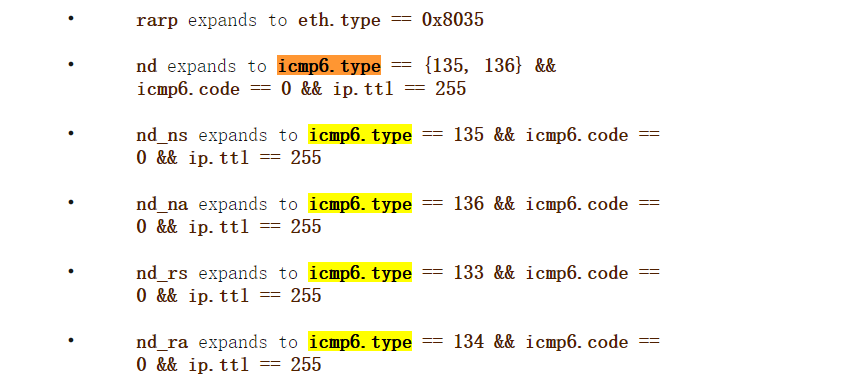 • rarp expands to eth.type == 0x8035
• nd expands to icmp6.type == {135, 136} &&
icmp6.code == 0 && ip.ttl == 255
• nd_ns expands to icmp6.type == 135 && icmp6.code ==
0 && ip.ttl == 255
• nd_na expands to icmp6.type == 136 && icmp6.code ==
0 && ip.ttl == 255
• nd_rs expands to icmp6.type == 133 && icmp6.code ==
0 && ip.ttl == 255
• nd_ra expands to icmp6.type == 134 && icmp6.code ==
0 && ip.ttl == 255